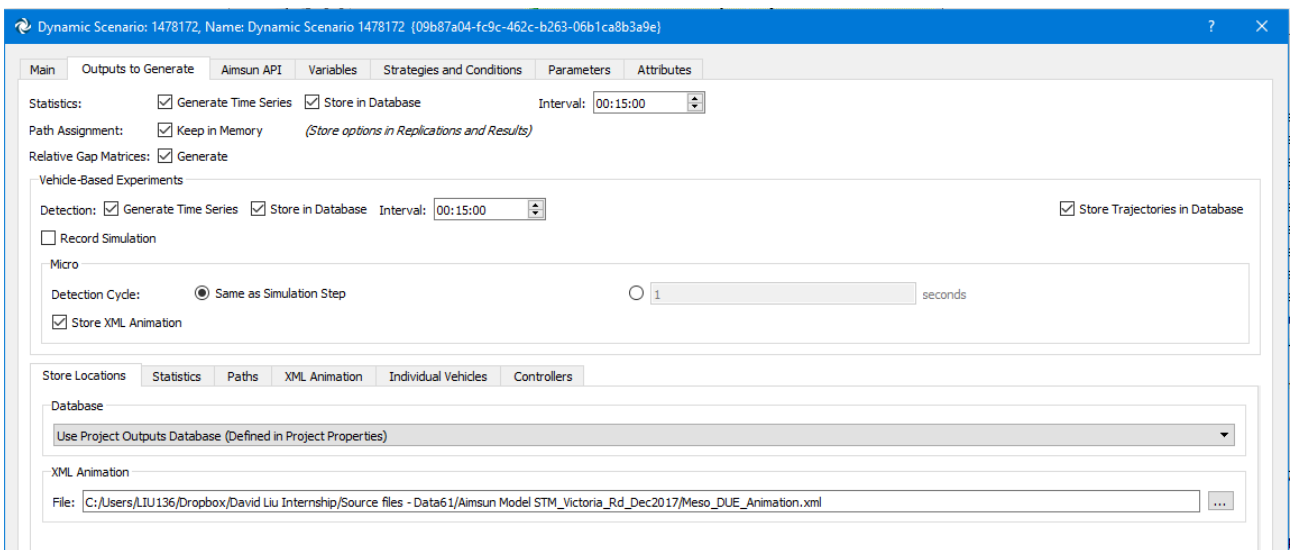 Dynamic Scenario: 1478172, Name: Dynamic Scenario 1478172 {09b87a04-fc9c-462c-b263-06b1ca8b3a9e}
Main Outputs to Generate Aimsun API Variables Strategies and Conditions Parameters Attributes
Statistics: Generate Time Series Store in Database Interval: 00:15:00
Path Assignment: Keep in Memory (Store options in Replications and Results)
Relative Gap Matrices: Generate
Vehicle-Based Experiments
Detection: Generate Time Series Store in Database Interval: 00:15:00 Store Trajectories in Database
Record Simulation
Micro
Detection Cycle: Same as Simulation Step 1 seconds
Store XML Animation
Store Locations Statistics Paths XML Animation Individual Vehicles Controllers
Database
Use Project Outputs Database (Defined in Project Properties)
XML Animation
File: C:/Users/LIU136/Dropbox/David Liu Internship/Source files - Data61/Aimsun Model STM_Victoria_Rd_Dec2017/Meso_DUE_Animation.xml ...